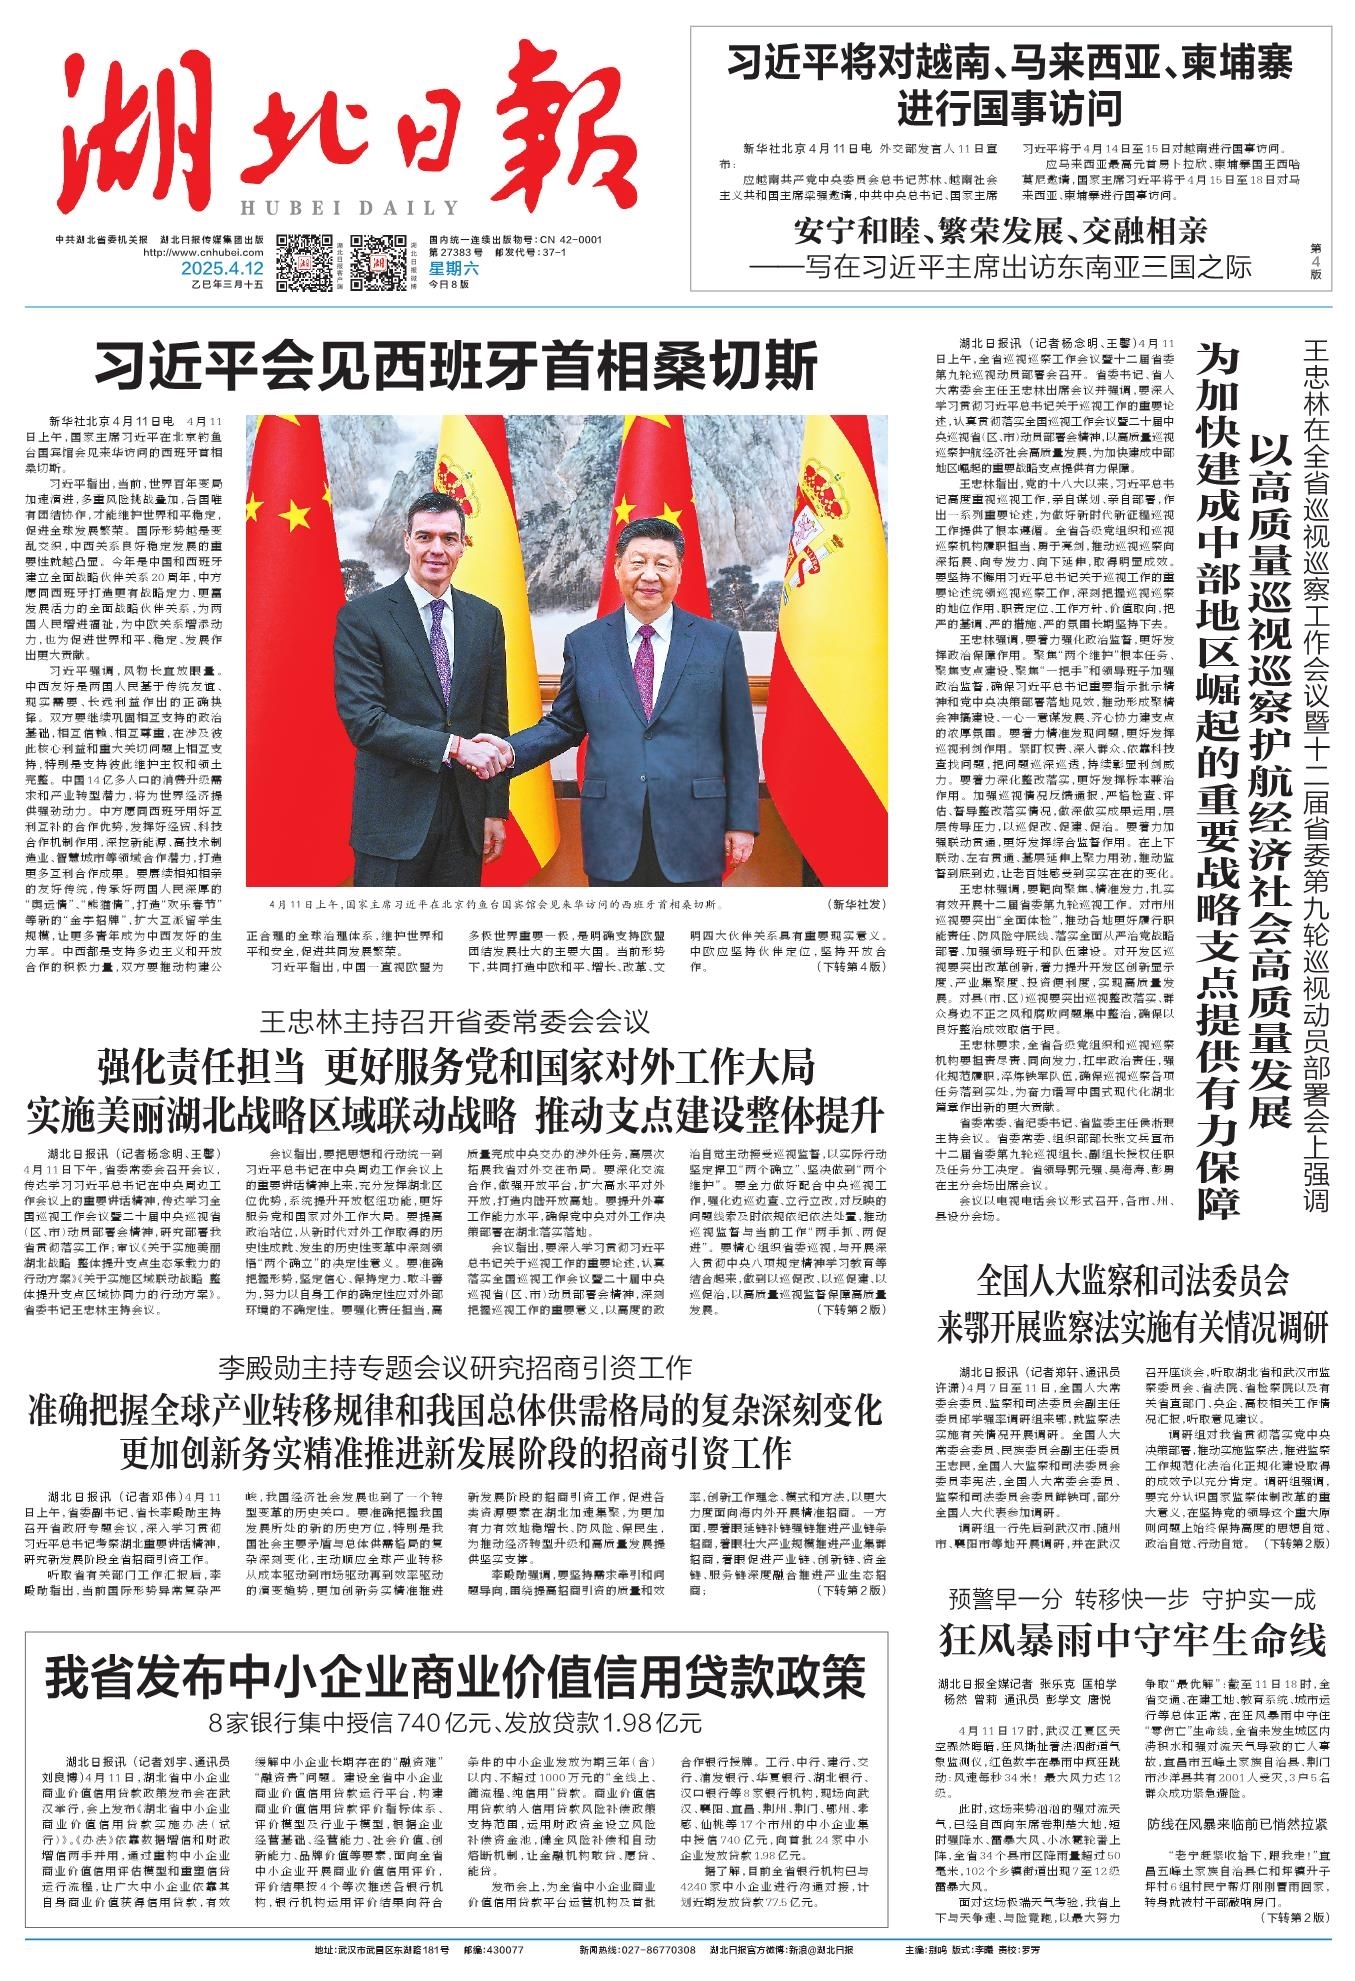 湖北日報
HUBEI DAILY
中共湖北省委机关报 湖北日报传媒集团出版
http://www.cnhubei.com
2025.4.12
乙巳年三月十五
湖北日报客户端
湖北日报微博
国内统一连续出版物号：CN 42-0001
第27383号 邮发代号：37-1
星期六
今日8版
习近平将对越南、马来西亚、柬埔寨
进行国事访问
新华社北京4月11日电 外交部发言人11日宣
布：
应越南共产党中央委员会总书记苏林、越南社会
主义共和国主席梁强邀请，中共中央总书记、国家主席
习近平将于4月14日至15日对越南进行国事访问。
应马来西亚最高元首易卜拉欣、柬埔寨国王西哈
莫尼邀请，国家主席习近平将于4月15日至18日对马
来西亚、柬埔寨进行国事访问。
安宁和睦、繁荣发展、交融相亲
——写在习近平主席出访东南亚三国之际
第4版
习近平会见西班牙首相桑切斯
新华社北京4月11日电 4月11
日上午，国家主席习近平在北京钓鱼
台国宾馆会见来华访问的西班牙首相
桑切斯。
习近平指出，当前，世界百年变局
加速演进，多重风险挑战叠加，各国唯
有团结协作，才能维护世界和平稳定，
促进全球发展繁荣。国际形势越是变
乱交织，中西关系良好稳定发展的重
要性就越凸显。今年是中国和西班牙
建立全面战略伙伴关系20周年，中方
愿同西班牙打造更有战略定力、更富
发展活力的全面战略伙伴关系，为两
国人民增进福祉，为中欧关系增添动
力，也为促进世界和平、稳定、发展作
出更大贡献。
习近平强调，风物长宜放眼量。
中西友好是两国人民基于传统友谊、
现实需要、长远利益作出的正确抉
择。双方要继续巩固相互支持的政治
基础，相互信赖、相互尊重，在涉及彼
此核心利益和重大关切问题上相互支
持，特别是支持彼此维护主权和领土
完整。中国14亿多人口的消费升级需
求和产业转型潜力，将为世界经济提
供强劲动力。中方愿同西班牙用好互
利互补的合作优势，发挥好经贸、科技
合作机制作用，深挖新能源、高技术制
造业、智慧城市等领域合作潜力，打造
更多互利合作成果。要赓续相知相亲
的友好传统，传承好两国人民深厚的
“奥运情”、“熊猫情”，打造“欢乐春节”
等新的“金字招牌”，扩大互派留学生
规模，让更多青年成为中西友好的生
力军。中西都是支持多边主义和开放
合作的积极力量，双方要推动构建公
4月11日上午，国家主席习近平在北京钓鱼台国宾馆会见来华访问的西班牙首相桑切斯。 （新华社发）
正合理的全球治理体系，维护世界和
平和安全，促进共同发展繁荣。
习近平指出，中国一直视欧盟为
多极世界重要一极，是明确支持欧盟
团结发展壮大的主要大国。当前形势
下，共同打造中欧和平、增长、改革、文
明四大伙伴关系具有重要现实意义。
中欧应坚持伙伴定位，坚持开放合
作。 （下转第4版）
王忠林在全省巡视巡察工作会议暨十二届省委第九轮巡视动员部署会上强调
以高质量巡视巡察护航经济社会高质量发展
为加快建成中部地区崛起的重要战略支点提供有力保障
湖北日报讯（记者杨念明、王馨）4月11
日上午，全省巡视巡察工作会议暨十二届省委
第九轮巡视动员部署会召开。省委书记、省人
大常委会主任王忠林出席会议并强调，要深入
学习贯彻习近平总书记关于巡视工作的重要论
述，认真贯彻落实全国巡视工作会议暨二十届中
央巡视省（区、市）动员部署会精神，以高质量巡视
巡察护航经济社会高质量发展，为加快建成中部
地区崛起的重要战略支点提供有力保障。
王忠林指出，党的十八大以来，习近平总书
记高度重视巡视工作，亲自谋划、亲自部署，作
出一系列重要论述，为做好新时代新征程巡视
工作提供了根本遵循。全省各级党组织和巡视
巡察机构履职担当、勇于亮剑，推动巡视巡察向
深拓展、向专发力、向下延伸，取得明显成效。
要坚持不懈用习近平总书记关于巡视工作的重
要论述统领巡视巡察工作，深刻把握巡视巡察
的地位作用、职责定位、工作方针、价值取向，把
严的基调、严的措施、严的氛围长期坚持下去。
王忠林强调，要着力强化政治监督，更好发
挥政治保障作用。聚焦“两个维护”根本任务、
聚焦支点建设、聚焦“一把手”和领导班子加强
政治监督，确保习近平总书记重要指示批示精
神和党中央决策部署落地见效，推动形成聚精
会神搞建设、一心一意谋发展、齐心协力建支点
的浓厚氛围。要着力精准发现问题，更好发挥
巡视利剑作用。紧盯权责、深入群众、依靠科技
查找问题，把问题巡深巡透，持续彰显利剑威
力。要着力深化整改落实，更好发挥标本兼治
作用。加强巡视情况反馈通报，严格检查、评
估、督导整改落实情况，做深做实成果运用，层
层传导压力，以巡促改、促建、促治。要着力加
强联动贯通，更好发挥综合监督作用。在上下
联动、左右贯通、基层延伸上聚力用劲，推动监
督到底到边，让老百姓感受到实实在在的变化。
王忠林强调，要靶向聚焦、精准发力，扎实
有效开展十二届省委第九轮巡视工作。对市州
巡视要突出“全面体检”，推动各地更好履行职
能责任、防风险守底线、落实全面从严治党战略
部署、加强领导班子和队伍建设。对开发区巡
视要突出改革创新，着力提升开发区创新显示
度、产业集聚度、投资便利度，实现高质量发
展。对县（市、区）巡视要突出巡视整改落实、群
众身边不正之风和腐败问题集中整治，确保以
良好整治成效取信于民。
王忠林要求，全省各级党组织和巡视巡察
机构要担责尽责、同向发力，扛牢政治责任，强
化规范履职，淬炼铁军队伍，确保巡视巡察各项
任务落到实处，为奋力谱写中国式现代化湖北
篇章作出新的更大贡献。
省委常委、省纪委书记、省监委主任侯淅珉
主持会议。省委常委、组织部部长张文兵宣布
十二届省委第九轮巡视组长、副组长授权任职
及任务分工决定。省领导郭元强、吴海涛、彭勇
在主分会场出席会议。
会议以电视电话会议形式召开，各市、州、
县设分会场。
王忠林主持召开省委常委会会议
强化责任担当 更好服务党和国家对外工作大局
实施美丽湖北战略区域联动战略 推动支点建设整体提升
湖北日报讯（记者杨念明、王馨）
4月11日下午，省委常委会召开会议，
传达学习习近平总书记在中央周边工
作会议上的重要讲话精神，传达学习全
国巡视工作会议暨二十届中央巡视省
（区、市）动员部署会精神，研究部署我
省贯彻落实工作；审议《关于实施美丽
湖北战略 整体提升支点生态承载力的
行动方案》《关于实施区域联动战略 整
体提升支点区域协同力的行动方案》。
省委书记王忠林主持会议。
会议指出，要把思想和行动统一到
习近平总书记在中央周边工作会议上
的重要讲话精神上来，充分发挥湖北区
位优势，系统提升开放枢纽功能，更好
服务党和国家对外工作大局。要提高
政治站位，从新时代对外工作取得的历
史性成就、发生的历史性变革中深刻领
悟“两个确立”的决定性意义。要准确
把握形势，坚定信心、保持定力、敢斗善
为，努力以自身工作的确定性应对外部
环境的不确定性。要强化责任担当，高
质量完成中央交办的涉外任务，高层次
拓展我省对外交往布局。要深化交流
合作，做强开放平台，扩大高水平对外
开放，打造内陆开放高地。要提升外事
工作能力水平，确保党中央对外工作决
策部署在湖北落实落地。
会议指出，要深入学习贯彻习近平
总书记关于巡视工作的重要论述，认真
落实全国巡视工作会议暨二十届中央
巡视省（区、市）动员部署会精神，深刻
把握巡视工作的重要意义，以高度的政
治自觉主动接受巡视监督，以实际行动
坚定捍卫“两个确立”、坚决做到“两个
维护”。要全力做好配合中央巡视工
作，强化边巡边查、立行立改，对反映的
问题线索及时依规依纪依法处置，推动
巡视监督与当前工作“两手抓、两促
进”。要精心组织省委巡视，与开展深
入贯彻中央八项规定精神学习教育等
结合起来，做到以巡促改、以巡促建、以
巡促治，以高质量巡视监督保障高质量
发展。 （下转第2版）
李殿勋主持专题会议研究招商引资工作
准确把握全球产业转移规律和我国总体供需格局的复杂深刻变化
更加创新务实精准推进新发展阶段的招商引资工作
湖北日报讯（记者邓伟）4月11
日上午，省委副书记、省长李殿勋主持
召开省政府专题会议，深入学习贯彻
习近平总书记考察湖北重要讲话精神，
研究新发展阶段全省招商引资工作。
听取省有关部门工作汇报后，李
殿勋指出，当前国际形势异常复杂严
峻，我国经济社会发展也到了一个转
型变革的历史关口。要准确把握我国
发展所处的新的历史方位，特别是我
国社会主要矛盾与总体供需格局的复
杂深刻变化，主动顺应全球产业转移
从成本驱动到市场驱动再到效率驱动
的演变趋势，更加创新务实精准推进
新发展阶段的招商引资工作，促进各
类资源要素在湖北加速集聚，为更加
有力有效地稳增长、防风险、保民生，
为推动经济转型升级和高质量发展提
供坚实支撑。
李殿勋强调，要坚持需求牵引和问
题导向，围绕提高招商引资的质量和效
率，创新工作理念、模式和方法，以更大
力度面向海内外开展精准招商。一方
面，要着眼延链补链强链推进产业链条
招商，着眼壮大产业规模推进产业集群
招商，着眼促进产业链、创新链、资金
链、服务链深度融合推进产业生态招
商； （下转第2版）
全国人大监察和司法委员会
来鄂开展监察法实施有关情况调研
湖北日报讯（记者郑轩、通讯员
许潇）4月7日至11日，全国人大常
委会委员、监察和司法委员会副主任
委员邱学强率调研组来鄂，就监察法
实施有关情况开展调研。全国人大
常委会委员、民族委员会副主任委员
王志民，全国人大监察和司法委员会
委员李宪法，全国人大常委会委员、
监察和司法委员会委员鲜铁可，部分
全国人大代表参加调研。
调研组一行先后到武汉市、随州
市、襄阳市等地开展调研，并在武汉
召开座谈会，听取湖北省和武汉市监
察委员会、省法院、省检察院以及有
关省直部门、央企、高校相关工作情
况汇报，听取意见建议。
调研组对我省贯彻落实党中央
决策部署，推动实施监察法，推进监察
工作规范化法治化正规化建设取得
的成效予以充分肯定。调研组强调，
要充分认识国家监察体制改革的重
大意义，在坚持党的领导这个重大原
则问题上始终保持高度的思想自觉、
政治自觉、行动自觉。（下转第2版）
预警早一分 转移快一步 守护实一成
狂风暴雨中守牢生命线
湖北日报全媒记者 张乐克 匡柏学
杨然 曾莉 通讯员 彭学文 唐悦
4月11日17时，武汉江夏区天
空骤然晦暗，狂风撕扯着法泗街道气
象监测仪，红色数字在暴雨中疯狂跳
动：风速每秒34米！最大风力达12
级。
此时，这场来势汹汹的强对流天
气，已经自西向东席卷荆楚大地，短
时强降水、雷暴大风、小冰雹轮番上
阵，全省34个县市区阵雨量超过50
毫米，102个乡镇街道出现7至12级
雷暴大风。
面对这场极端天气考验，我省上
下与天争速、与险竞跑，以最大努力
争取“最优解”：截至11日18时，全
省交通、在建工地、教育系统、城市运
行等总体正常，在狂风暴雨中守住
“零伤亡”生命线，全省未发生城区内
涝积水和强对流天气导致的亡人事
故，宜昌市五峰土家族自治县、荆门
市沙洋县共有2001人受灾，3户5名
群众成功紧急避险。
防线在风暴来临前已悄然拉紧
“老宁赶紧收拾下，跟我走！”宜
昌五峰土家族自治县仁和坪镇升子
坪村6组村民宁帮灯刚刚冒雨回家，
转身就被村干部敲响房门。
（下转第2版）
我省发布中小企业商业价值信用贷款政策
8家银行集中授信740亿元、发放贷款1.98亿元
湖北日报讯（记者刘宇、通讯员
刘良博）4月11日，湖北省中小企业
商业价值信用贷款政策发布会在武
汉举行，会上发布《湖北省中小企业
商业价值信用贷款实施办法（试
行）》。《办法》依靠数据增信和财政
增信两手并用，通过重构中小企业
商业价值信用评估模型和重塑信贷
运行流程，让广大中小企业依靠其
自身商业价值获得信用贷款，有效
缓解中小企业长期存在的“融资难”
“融资贵”问题。建设全省中小企业
商业价值信用贷款运行平台，构建
商业价值信用贷款评价指标体系、
评价模型及行业子模型，根据企业
经营基础、经营能力、社会价值、创
新能力、品牌价值等要素，面向全省
中小企业开展商业价值信用评价，
评价结果按4个等次推送各银行机
构，银行机构运用评价结果向符合
条件的中小企业发放为期三年（含）
以内、不超过1000万元的“全线上、
简流程、纯信用”贷款。商业价值信
用贷款纳入信用贷款风险补偿政策
支持范围，运用财政资金设立风险
补偿资金池，健全风险补偿和自动
熔断机制，让金融机构敢贷、愿贷、
能贷。
发布会上，为全省中小企业商业
价值信用贷款平台运营机构及首批
合作银行授牌。工行、中行、建行、交
行、浦发银行、华夏银行、湖北银行、
汉口银行等8家银行机构，现场向武
汉、襄阳、宜昌、荆州、荆门、鄂州、孝
感、仙桃等17个市州的中小企业集
中授信740亿元，向首批24家中小
企业发放贷款1.98亿元。
据了解，目前全省银行机构已与
4240家中小企业进行沟通对接，计
划近期发放贷款77.5亿元。
地址：武汉市武昌区东湖路181号 邮编：430077 新闻热线：027-86770308 湖北日报官方微博：新浪@湖北日报 主编：别鸣 版式：李曦 责校：罗芳